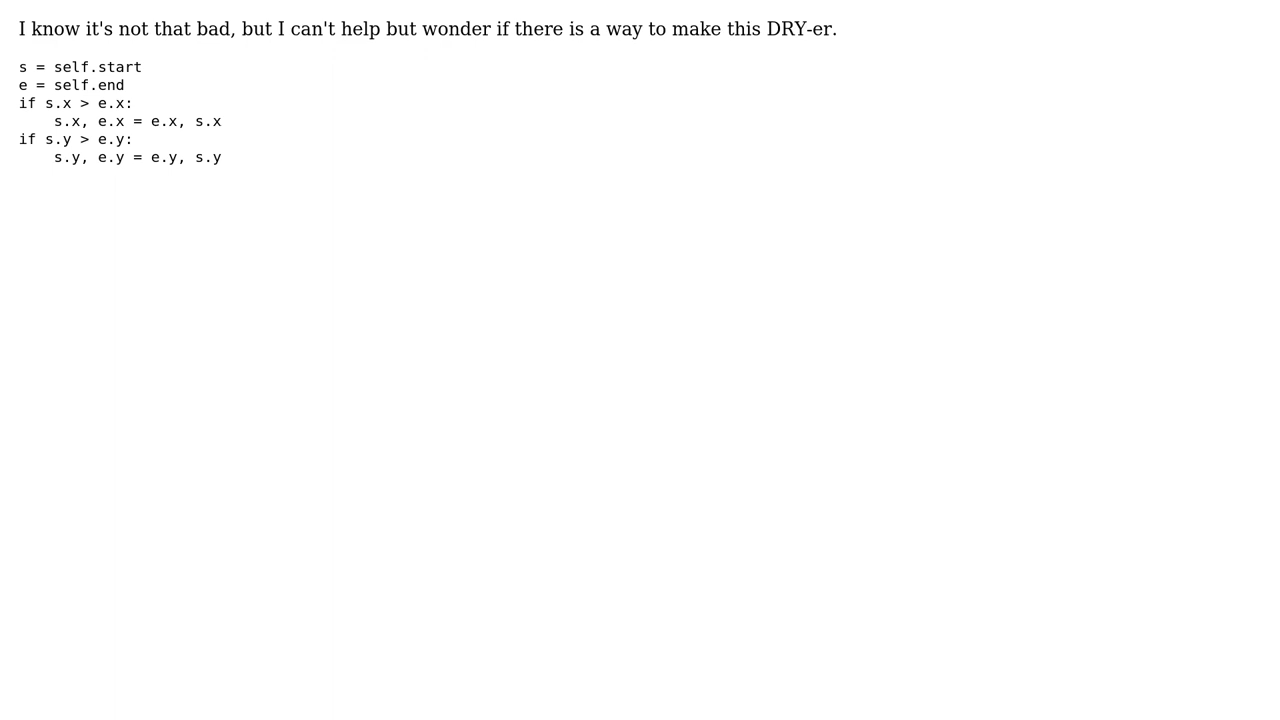 I know it's not that bad, but I can't help but wonder if there is a way to make this DRY-er.
s = self.start
e = self.end
if s.x > e.x:
    s.x, e.x = e.x, s.x
if s.y > e.y:
    s.y, e.y = e.y, s.y